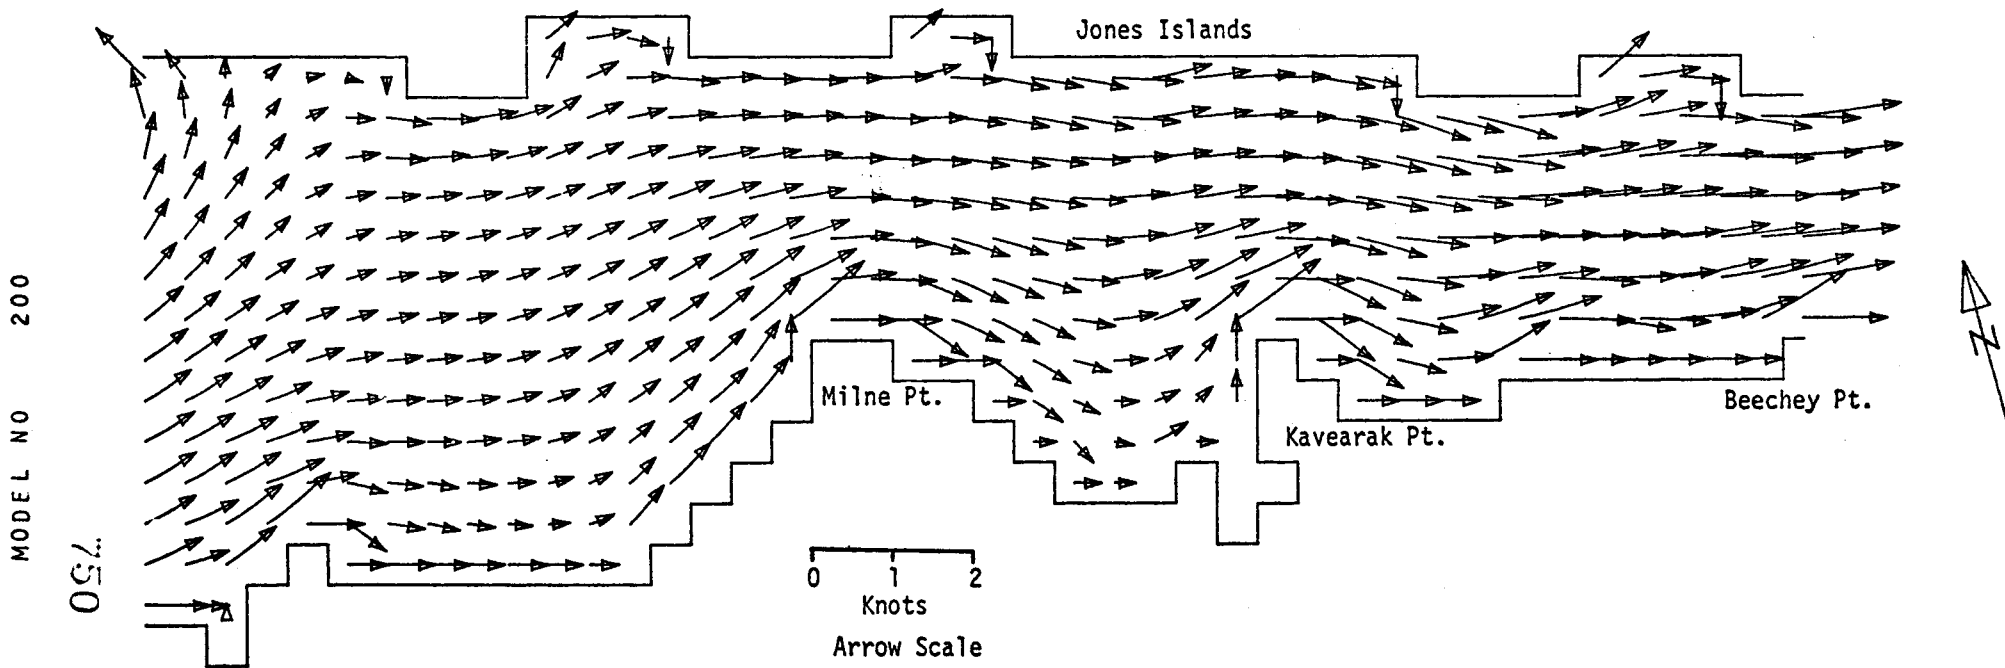 Jones Islands
MODEL NO 200
750
Milne Pt.
Kavearak Pt.
Beechey Pt.
N
0 1 2
Knots
Arrow Scale